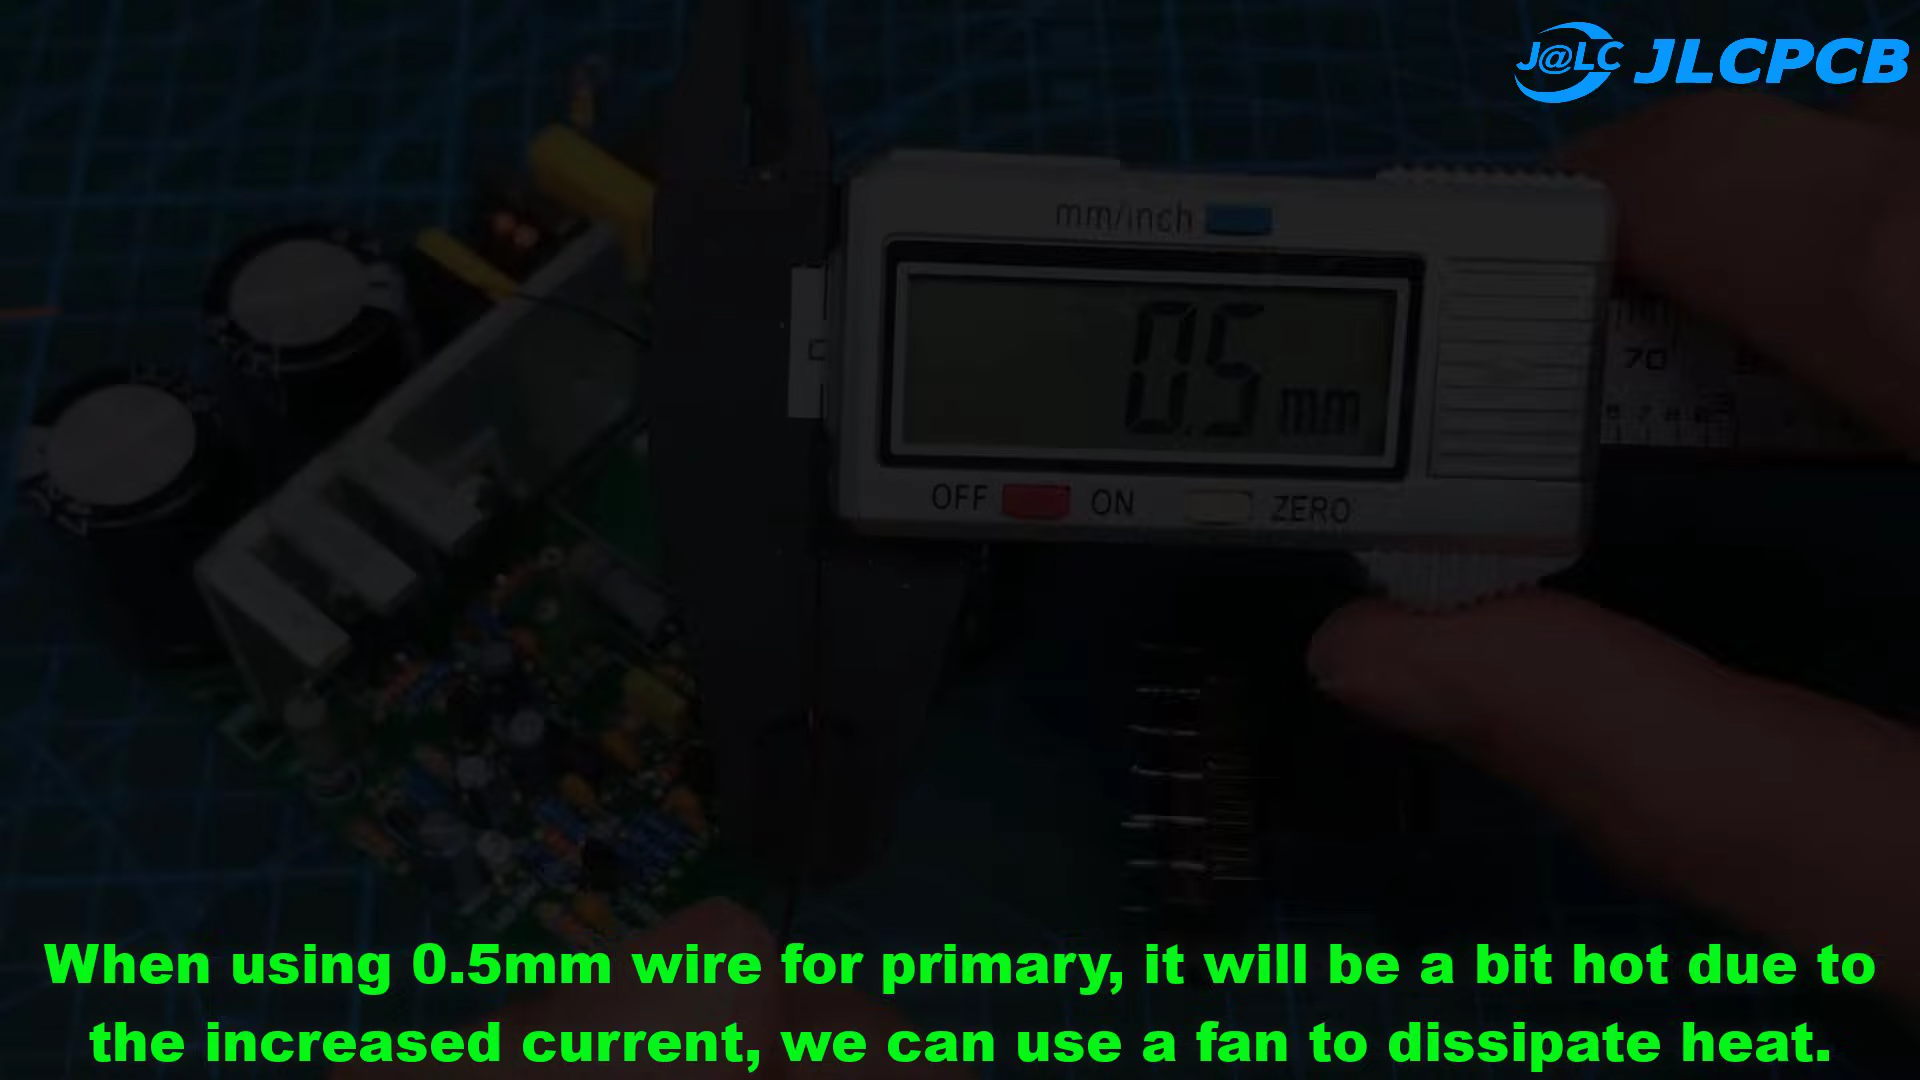 J@LC JLCPCB
mm/inch
0.5 mm
70
OFF ON ZERO
When using 0.5mm wire for primary, it will be a bit hot due to
the increased current, we can use a fan to dissipate heat.